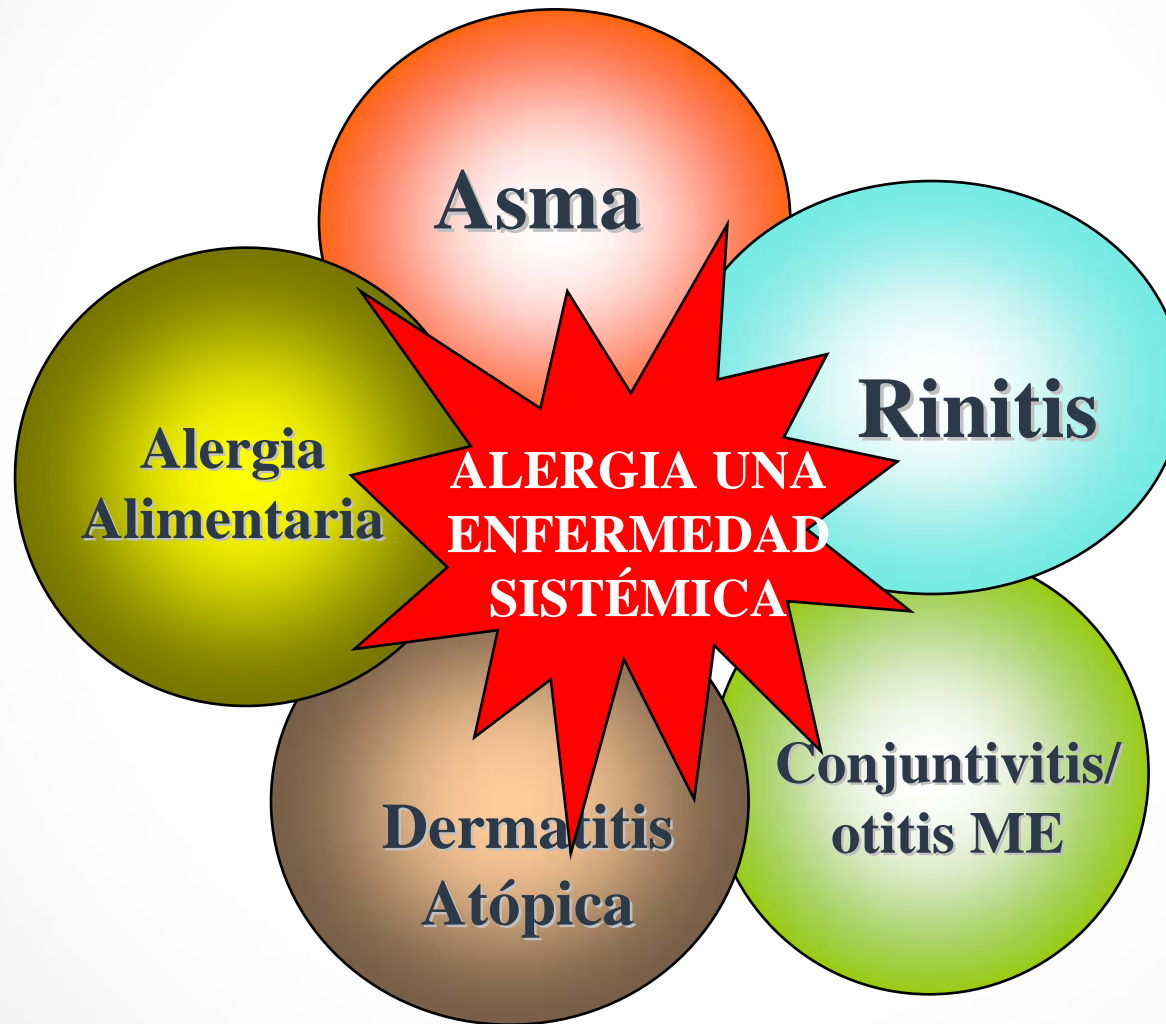 Asma
Rinitis
Alergia
Alimentaria
ALERGIA UNA
ENFERMEDAD
SISTÉMICA
Conjuntivitis/
otitis ME
Dermatitis
Atópica